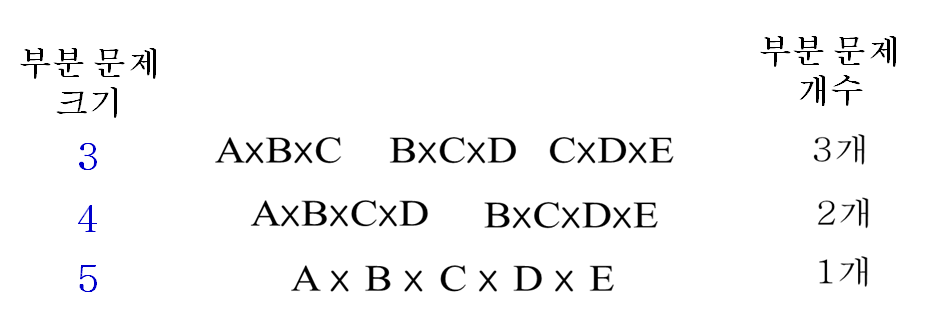 부분 문제
크기
부분 문제
개수
3 AxBxC BxCxD CxDxE 3개
4 AxBxCxD BxCxDxE 2개
5 A x B x C x D x E 1개